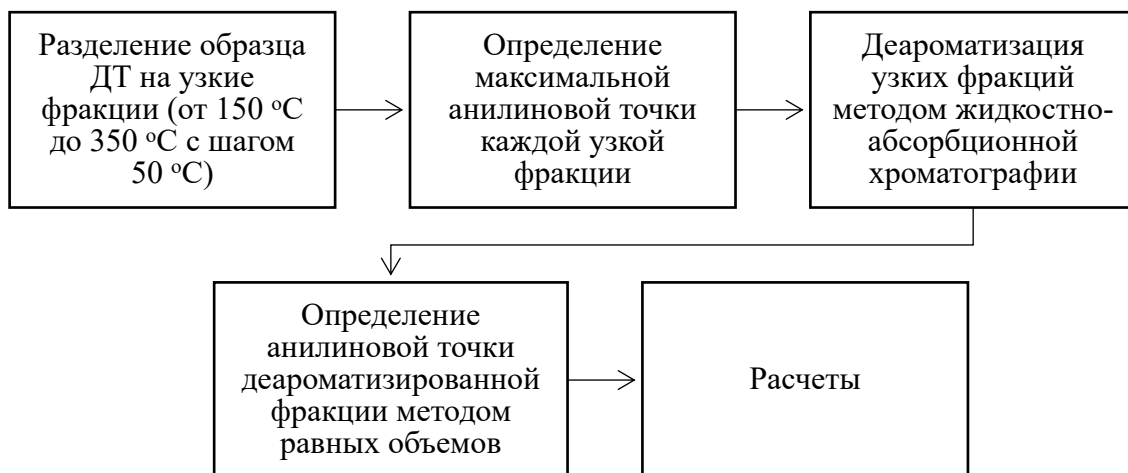 Разделение образца
ДТ на узкие
фракции (от 150 °С
до 350 °С с шагом
50 °С)
Определение
максимальной
анилиновой точки
каждой узкой
фракции
Деароматизация
узких фракций
методом жидкостно-
абсорбционной
хроматографии
Определение
анилиновой точки
деароматизированной
фракции методом
равных объемов
Расчеты